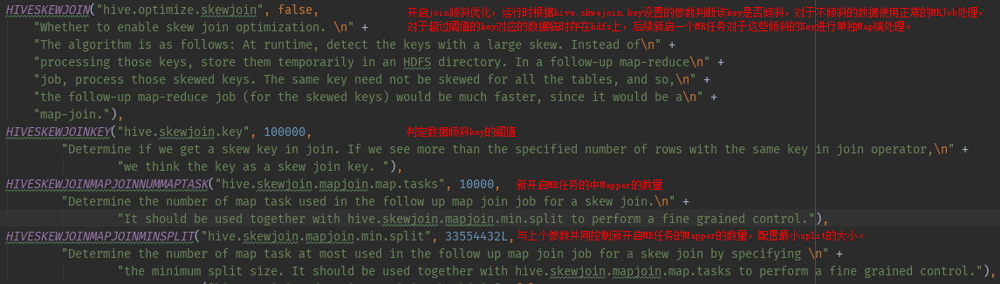 HIVESKEWJOIN("hive.optimize.skewjoin", false, 开启join倾斜优化，运行时根据hive.skwejoin.key设置的参数判断该key是否倾斜，对于不倾斜的数据使用正常的MRJob处理，
"Whether to enable skew join optimization. \n" + 对于超过阈值的key对应的数据临时存在hdfs上，后续新启一个MR任务对于这些倾斜的Key进行单独Map端处理。
"The algorithm is as follows: At runtime, detect the keys with a large skew. Instead of\n" +
"processing those keys, store them temporarily in an HDFS directory. In a follow-up map-reduce\n" +
"job, process those skewed keys. The same key need not be skewed for all the tables, and so,\n" +
"the follow-up map-reduce job (for the skewed keys) would be much faster, since it would be a\n" +
"map-join."),
HIVESKEWJOINKEY("hive.skewjoin.key", 100000, 判定数据倾斜key的阈值
"Determine if we get a skew key in join. If we see more than the specified number of rows with the same key in join operator,\n" +
"we think the key as a skew join key. "),
HIVESKEWJOINMAPJOINNUMMAPTASK("hive.skewjoin.mapjoin.map.tasks", 10000, 新开启MR任务的中Mapper的数量
"Determine the number of map task used in the follow up map join job for a skew join.\n" +
"It should be used together with hive.skewjoin.mapjoin.min.split to perform a fine grained control."),
HIVESKEWJOINMAPJOINMINSPLIT("hive.skewjoin.mapjoin.min.split", 33554432L, 与上个参数共同控制新开启MR任务的Mapper的数量，配置最小split的大小。
"Determine the number of map task at most used in the follow up map join job for a skew join by specifying \n" +
"the minimum split size. It should be used together with hive.skewjoin.mapjoin.map.tasks to perform a fine grained control."),